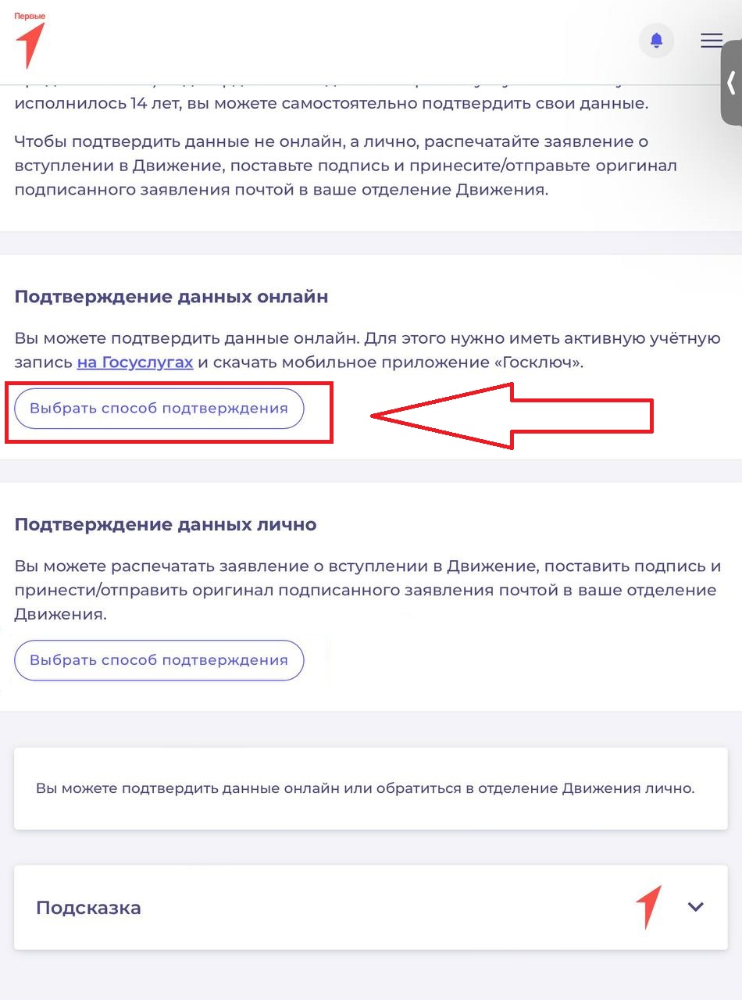 Первые
исполнилось 14 лет, вы можете самостоятельно подтвердить свои данные.
Чтобы подтвердить данные не онлайн, а лично, распечатайте заявление о
вступлении в Движение, поставьте подпись и принесите/отправьте оригинал
подписанного заявления почтой в ваше отделение Движения.
Подтверждение данных онлайн
Вы можете подтвердить данные онлайн. Для этого нужно иметь активную учётную
запись на Госуслугах и скачать мобильное приложение «Госключ».
Выбрать способ подтверждения
Подтверждение данных лично
Вы можете распечатать заявление о вступлении в Движение, поставить подпись и
принести/отправить оригинал подписанного заявления почтой в ваше отделение
Движения.
Выбрать способ подтверждения
Вы можете подтвердить данные онлайн или обратиться в отделение Движения лично.
Подсказка